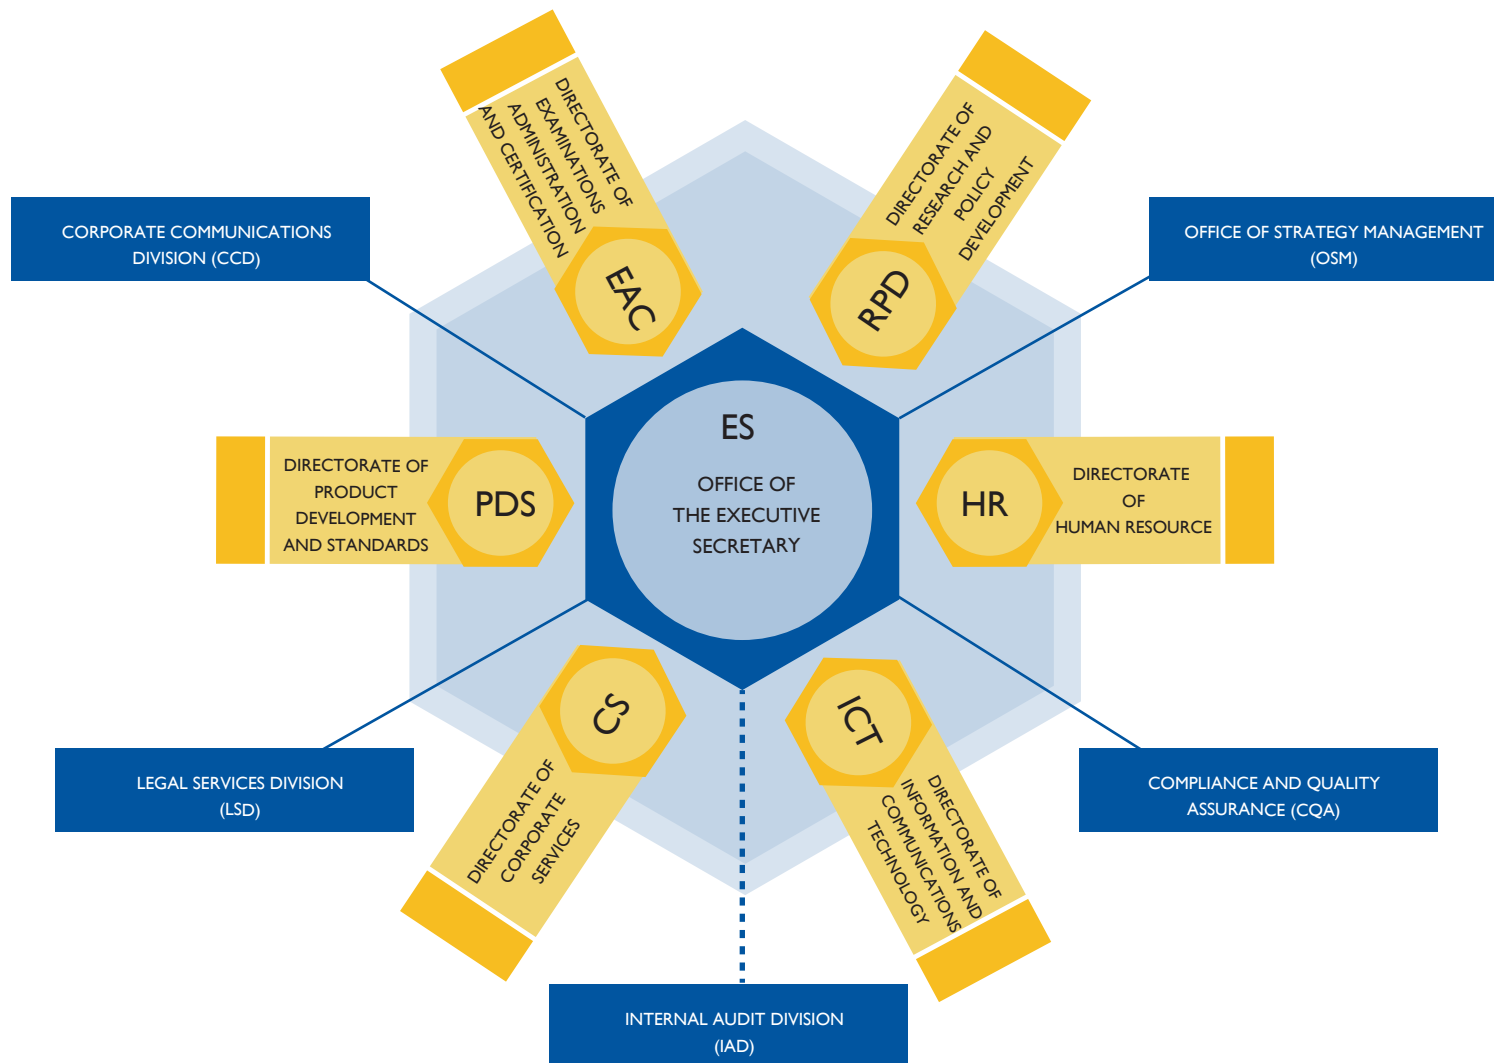 DIRECTORATE OF
EXAMINATIONS
ADMINISTRATION
AND CERTIFICATION
EAC
DIRECTORATE OF
RESEARCH AND
POLICY
DEVELOPMENT
RPD
CORPORATE COMMUNICATIONS
DIVISION (CCD)
OFFICE OF STRATEGY MANAGEMENT
(OSM)
ES
OFFICE OF
THE EXECUTIVE
SECRETARY
DIRECTORATE OF
PRODUCT
DEVELOPMENT
AND STANDARDS
PDS
HR
DIRECTORATE
OF
HUMAN RESOURCE
CS
DIRECTORATE OF
CORPORATE
SERVICES
ICT
DIRECTORATE OF
INFORMATION AND
COMMUNICATIONS
TECHNOLOGY
LEGAL SERVICES DIVISION
(LSD)
COMPLIANCE AND QUALITY
ASSURANCE (CQA)
INTERNAL AUDIT DIVISION
(IAD)